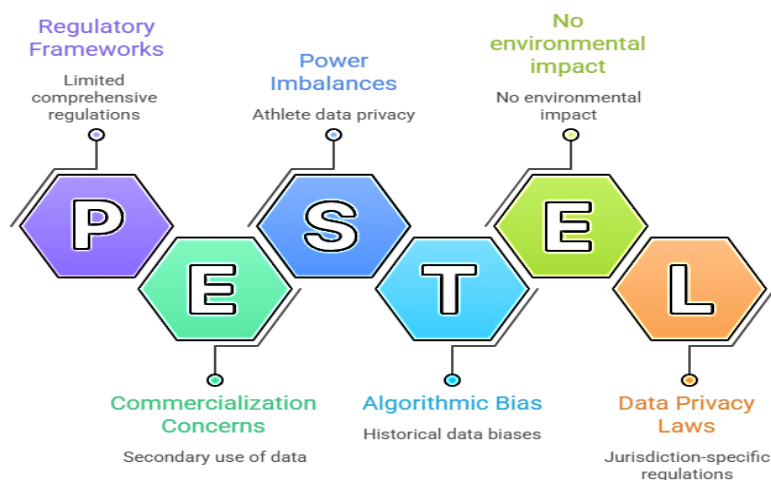 Regulatory
Frameworks
Limited
comprehensive
regulations
Power
Imbalances
Athlete data privacy
No
environmental
impact
No environmental
impact
P
E
S
T
E
L
Commercialization
Concerns
Secondary use of data
Algorithmic Bias
Historical data biases
Data Privacy
Laws
Jurisdiction-specific
regulations